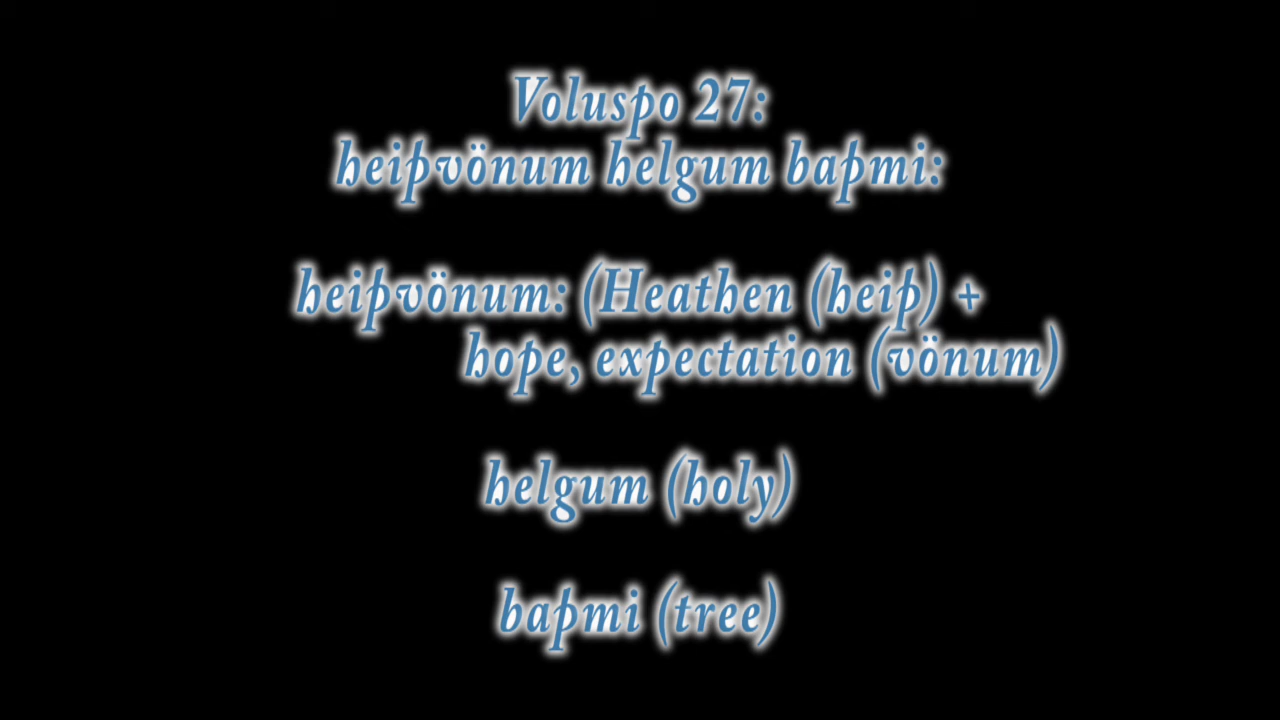 Voluspo 27:
heiþvönum helgum baþmi:
heiþvönum: (Heathen (heiþ) +
hope, expectation (vönum)
helgum (holy)
baþmi (tree)